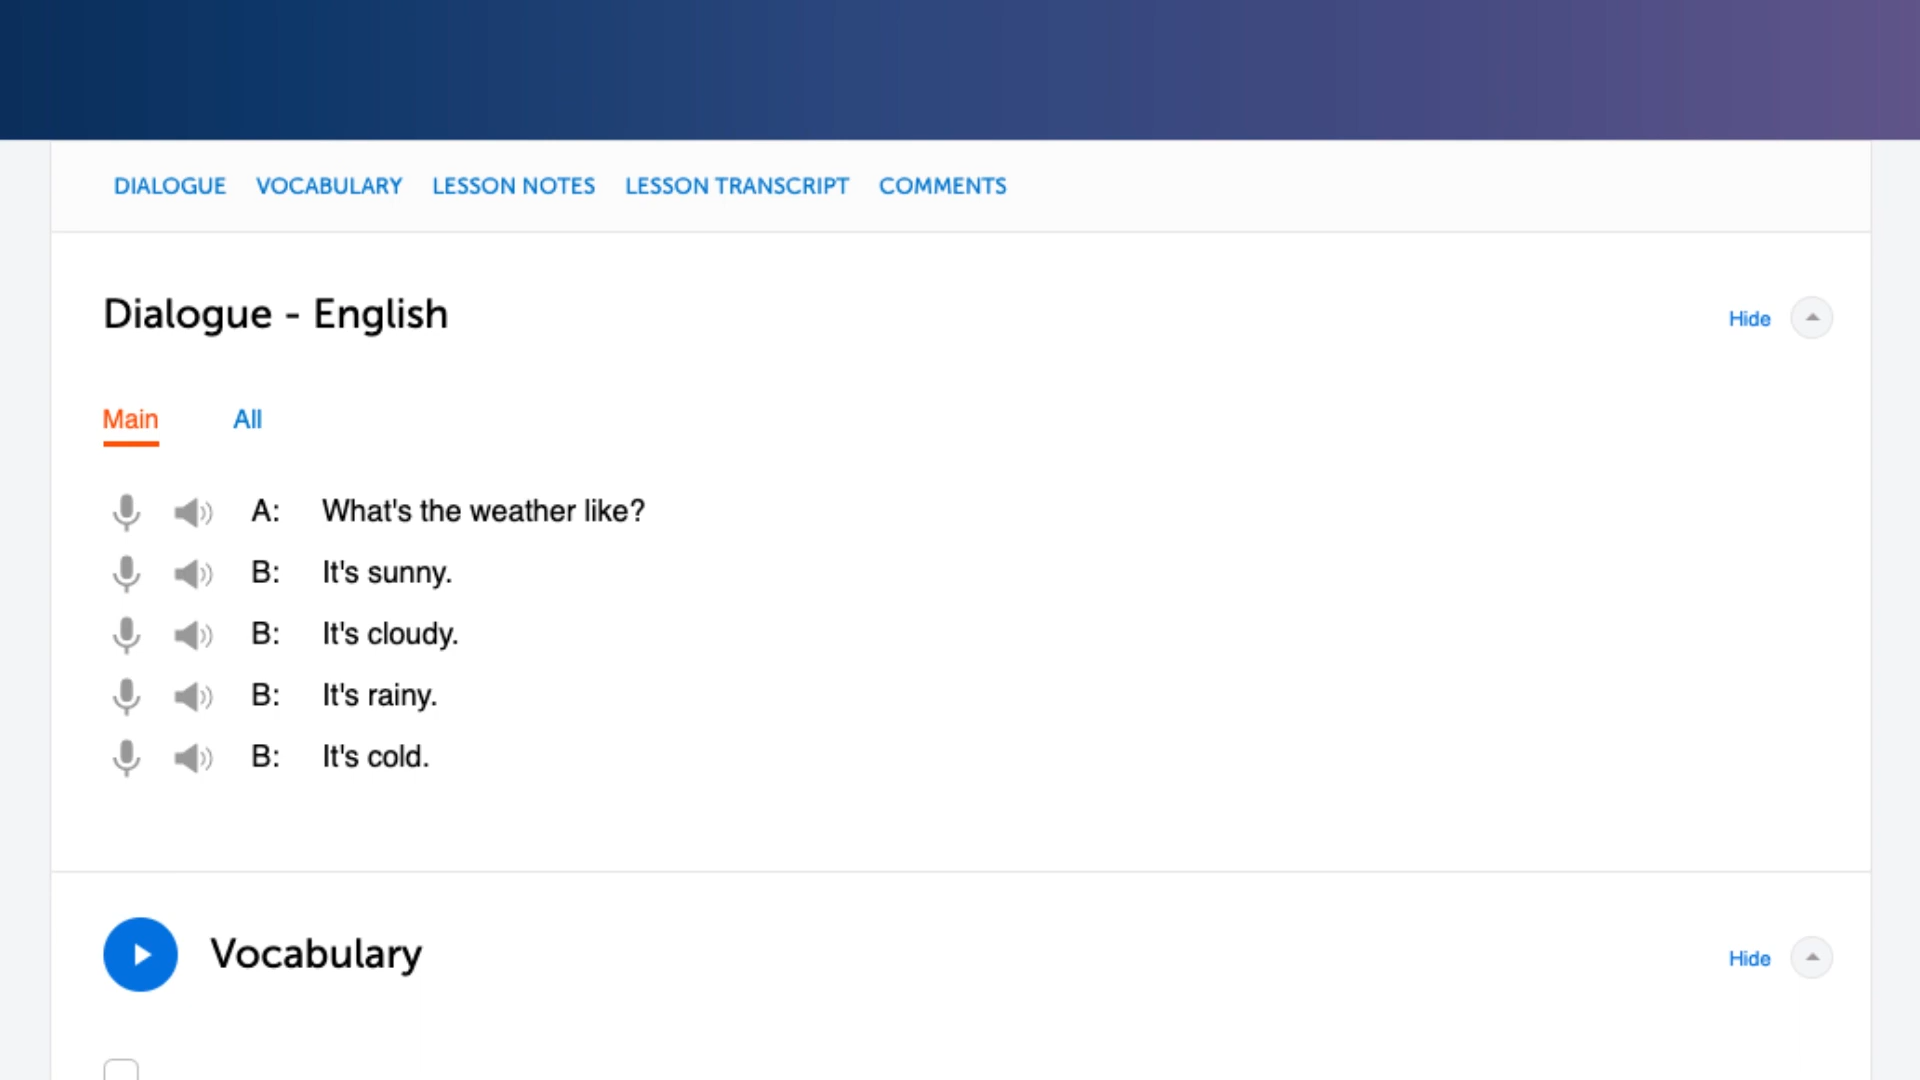 DIALOGUE VOCABULARY LESSON NOTES LESSON TRANSCRIPT COMMENTS
Dialogue - English Hide
Main All
A: What's the weather like?
B: It's sunny.
B: It's cloudy.
B: It's rainy.
B: It's cold.
Vocabulary Hide